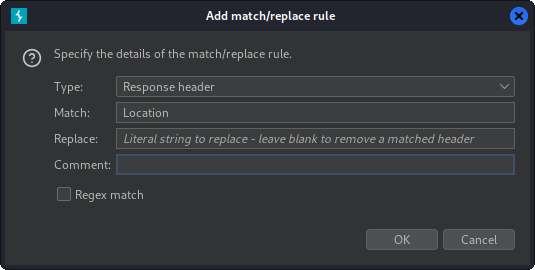 Add match/replace rule
Specify the details of the match/replace rule.
Type: Response header
Match: Location
Replace: Literal string to replace - leave blank to remove a matched header
Comment:
Regex match
OK Cancel